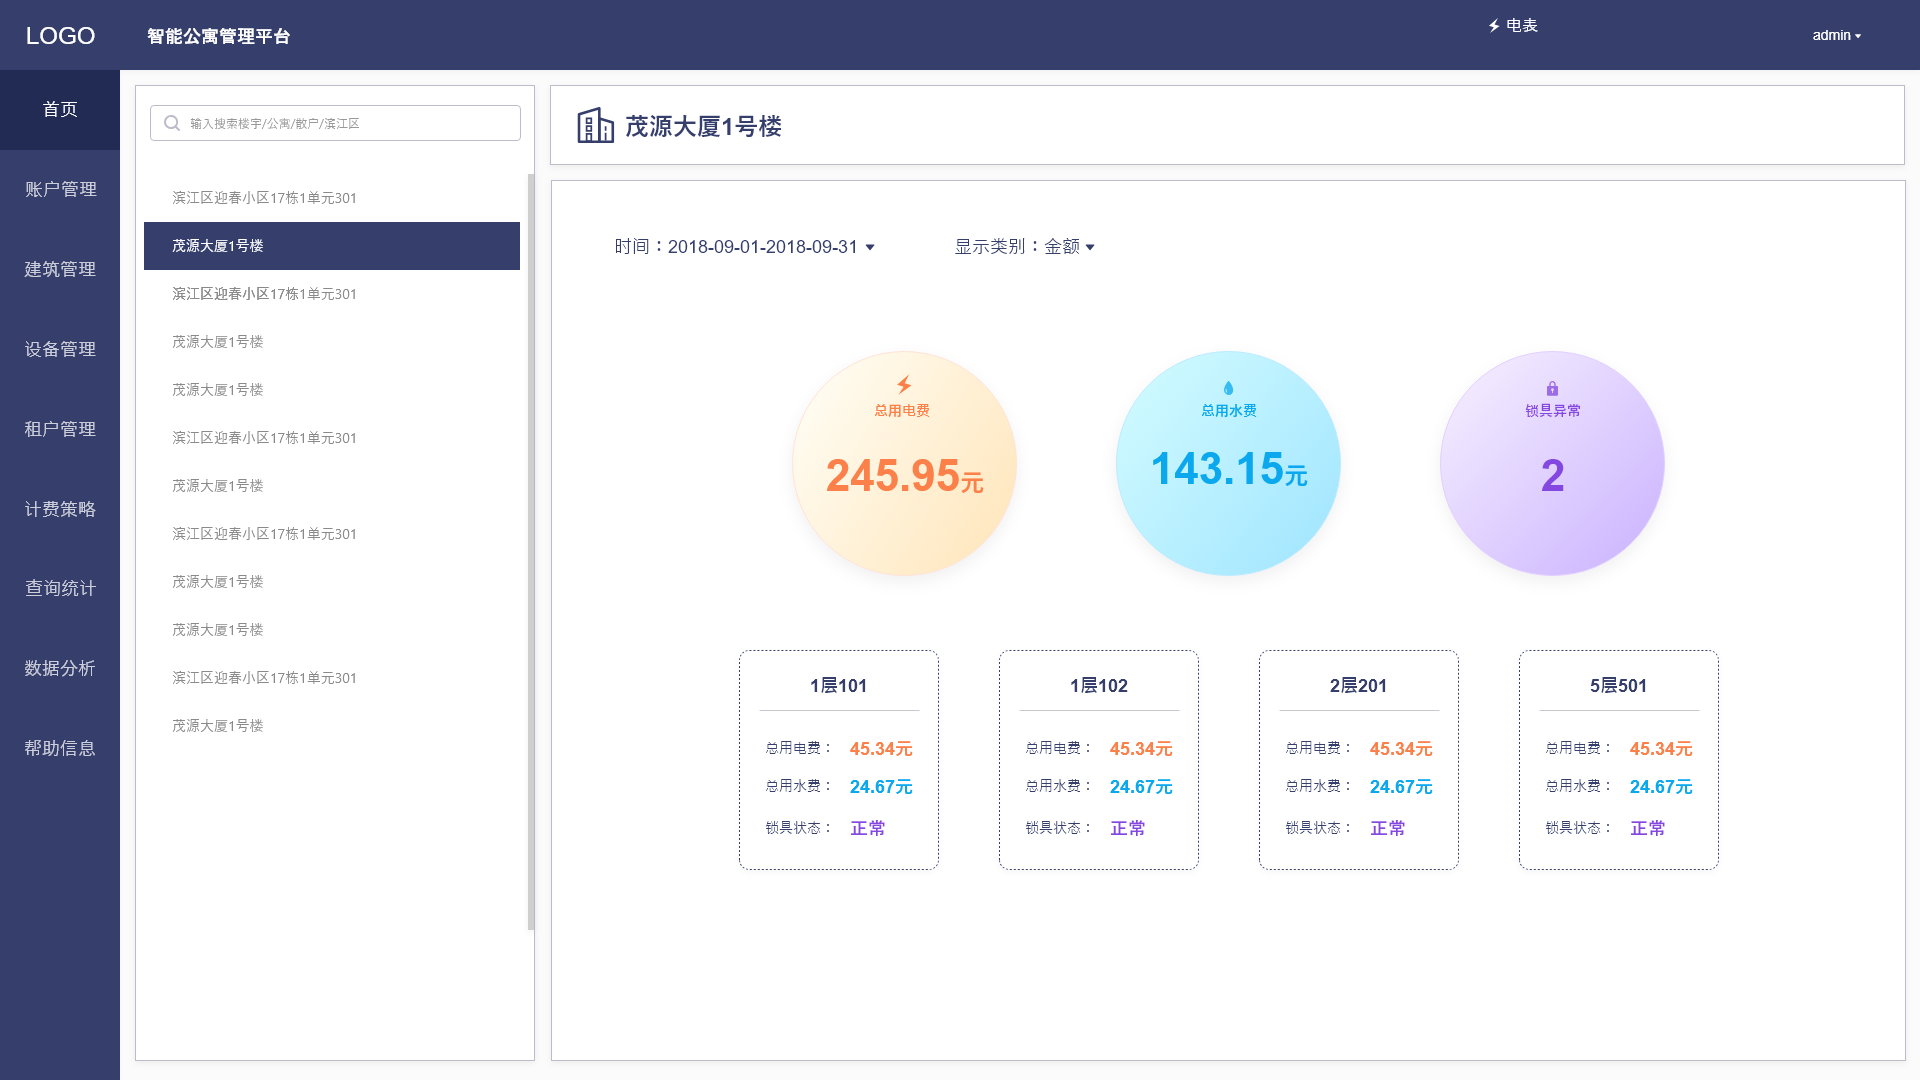 LOGO
智能公寓管理平台
电表
admin
首页
账户管理
建筑管理
设备管理
租户管理
计费策略
查询统计
数据分析
帮助信息
输入搜索楼宇/公寓/散户/滨江区
滨江区迎春小区17栋1单元301
茂源大厦1号楼
滨江区迎春小区17栋1单元301
茂源大厦1号楼
茂源大厦1号楼
滨江区迎春小区17栋1单元301
茂源大厦1号楼
滨江区迎春小区17栋1单元301
茂源大厦1号楼
茂源大厦1号楼
滨江区迎春小区17栋1单元301
茂源大厦1号楼
茂源大厦1号楼
时间：2018-09-01-2018-09-31
显示类别：金额
总用电费
245.95元
总用水费
143.15元
锁具异常
2
1层101
总用电费： 45.34元
总用水费： 24.67元
锁具状态： 正常
1层102
总用电费： 45.34元
总用水费： 24.67元
锁具状态： 正常
2层201
总用电费： 45.34元
总用水费： 24.67元
锁具状态： 正常
5层501
总用电费： 45.34元
总用水费： 24.67元
锁具状态： 正常